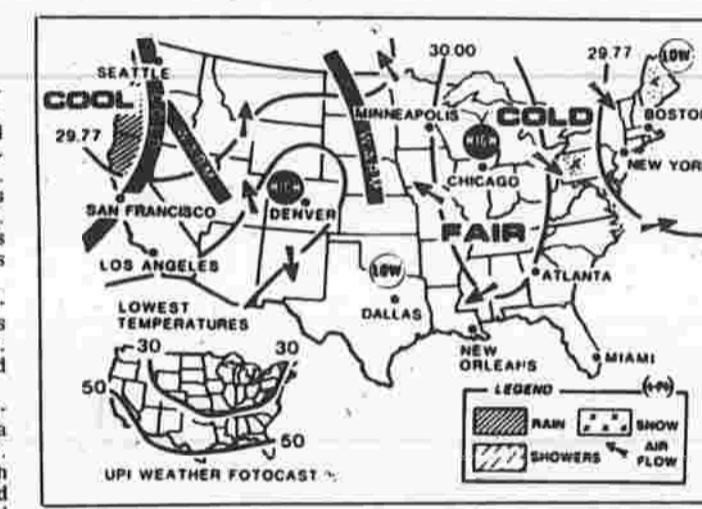 30.00
29.77
LOW
SEATTLE
COOL
MINNEAPOLIS
COLD
BOSTO
29.77
HIGH
NEW YOR
CHICAGO
HIGH
SAN FRANCISCO
DENVER
FAIR
LOS ANGELES
LOW
ATLANTA
LOWEST
TEMPERATURES
DALLAS
30
30
NEW
ORLEANS
MIAMI
50
LEGEND
RAIN
SNOW
50
SHOWERS
AIR
FLOW
UPI WEATHER FOTOCAST